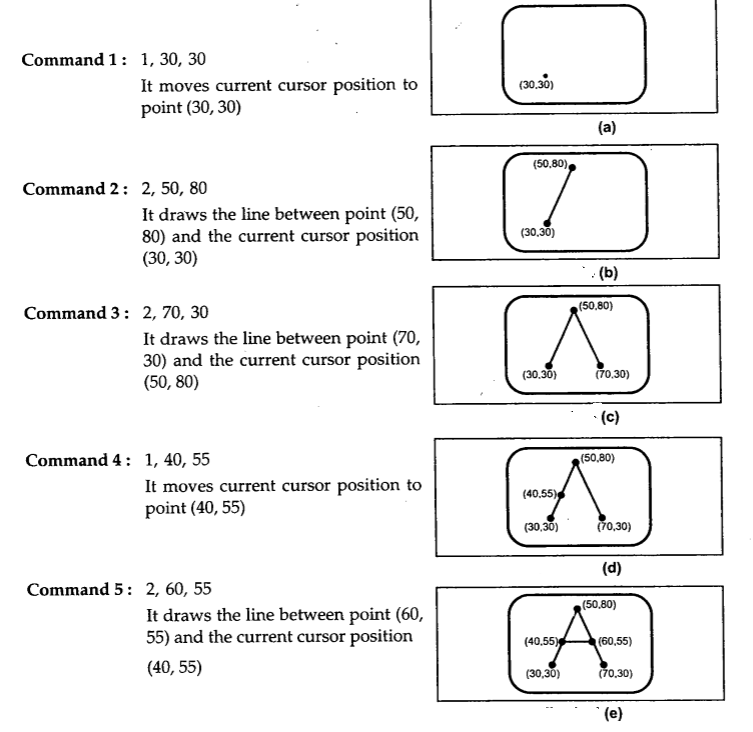 Command 1 : 1, 30, 30
It moves current cursor position to
point (30, 30)
(30,30)
(a)
Command 2 : 2, 50, 80
It draws the line between point (50,
80) and the current cursor position
(30, 30)
(50,80)
(30,30)
(b)
Command 3 : 2, 70, 30
It draws the line between point (70,
30) and the current cursor position
(50, 80)
(50,80)
(30,30) (70,30)
(c)
Command 4 : 1, 40, 55
It moves current cursor position to
point (40, 55)
(50,80)
(40,55)
(30,30) (70,30)
(d)
Command 5 : 2, 60, 55
It draws the line between point (60,
55) and the current cursor position
(40, 55)
(50,80)
(40,55) (60,55)
(30,30) (70,30)
(e)